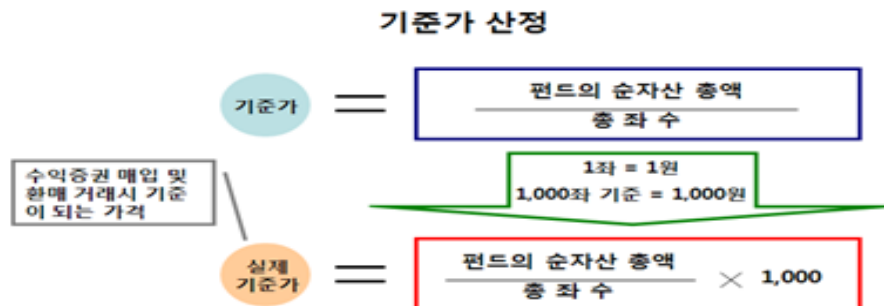 기준가 산정
기준가
=
펀드의 순자산 총액
총 좌 수
수익증권 매입 및
환매 거래시 기준
이 되는 가격
1좌 = 1원
1,000좌 기준 = 1,000원
실제
기준가
=
펀드의 순자산 총액
총 좌 수
× 1,000